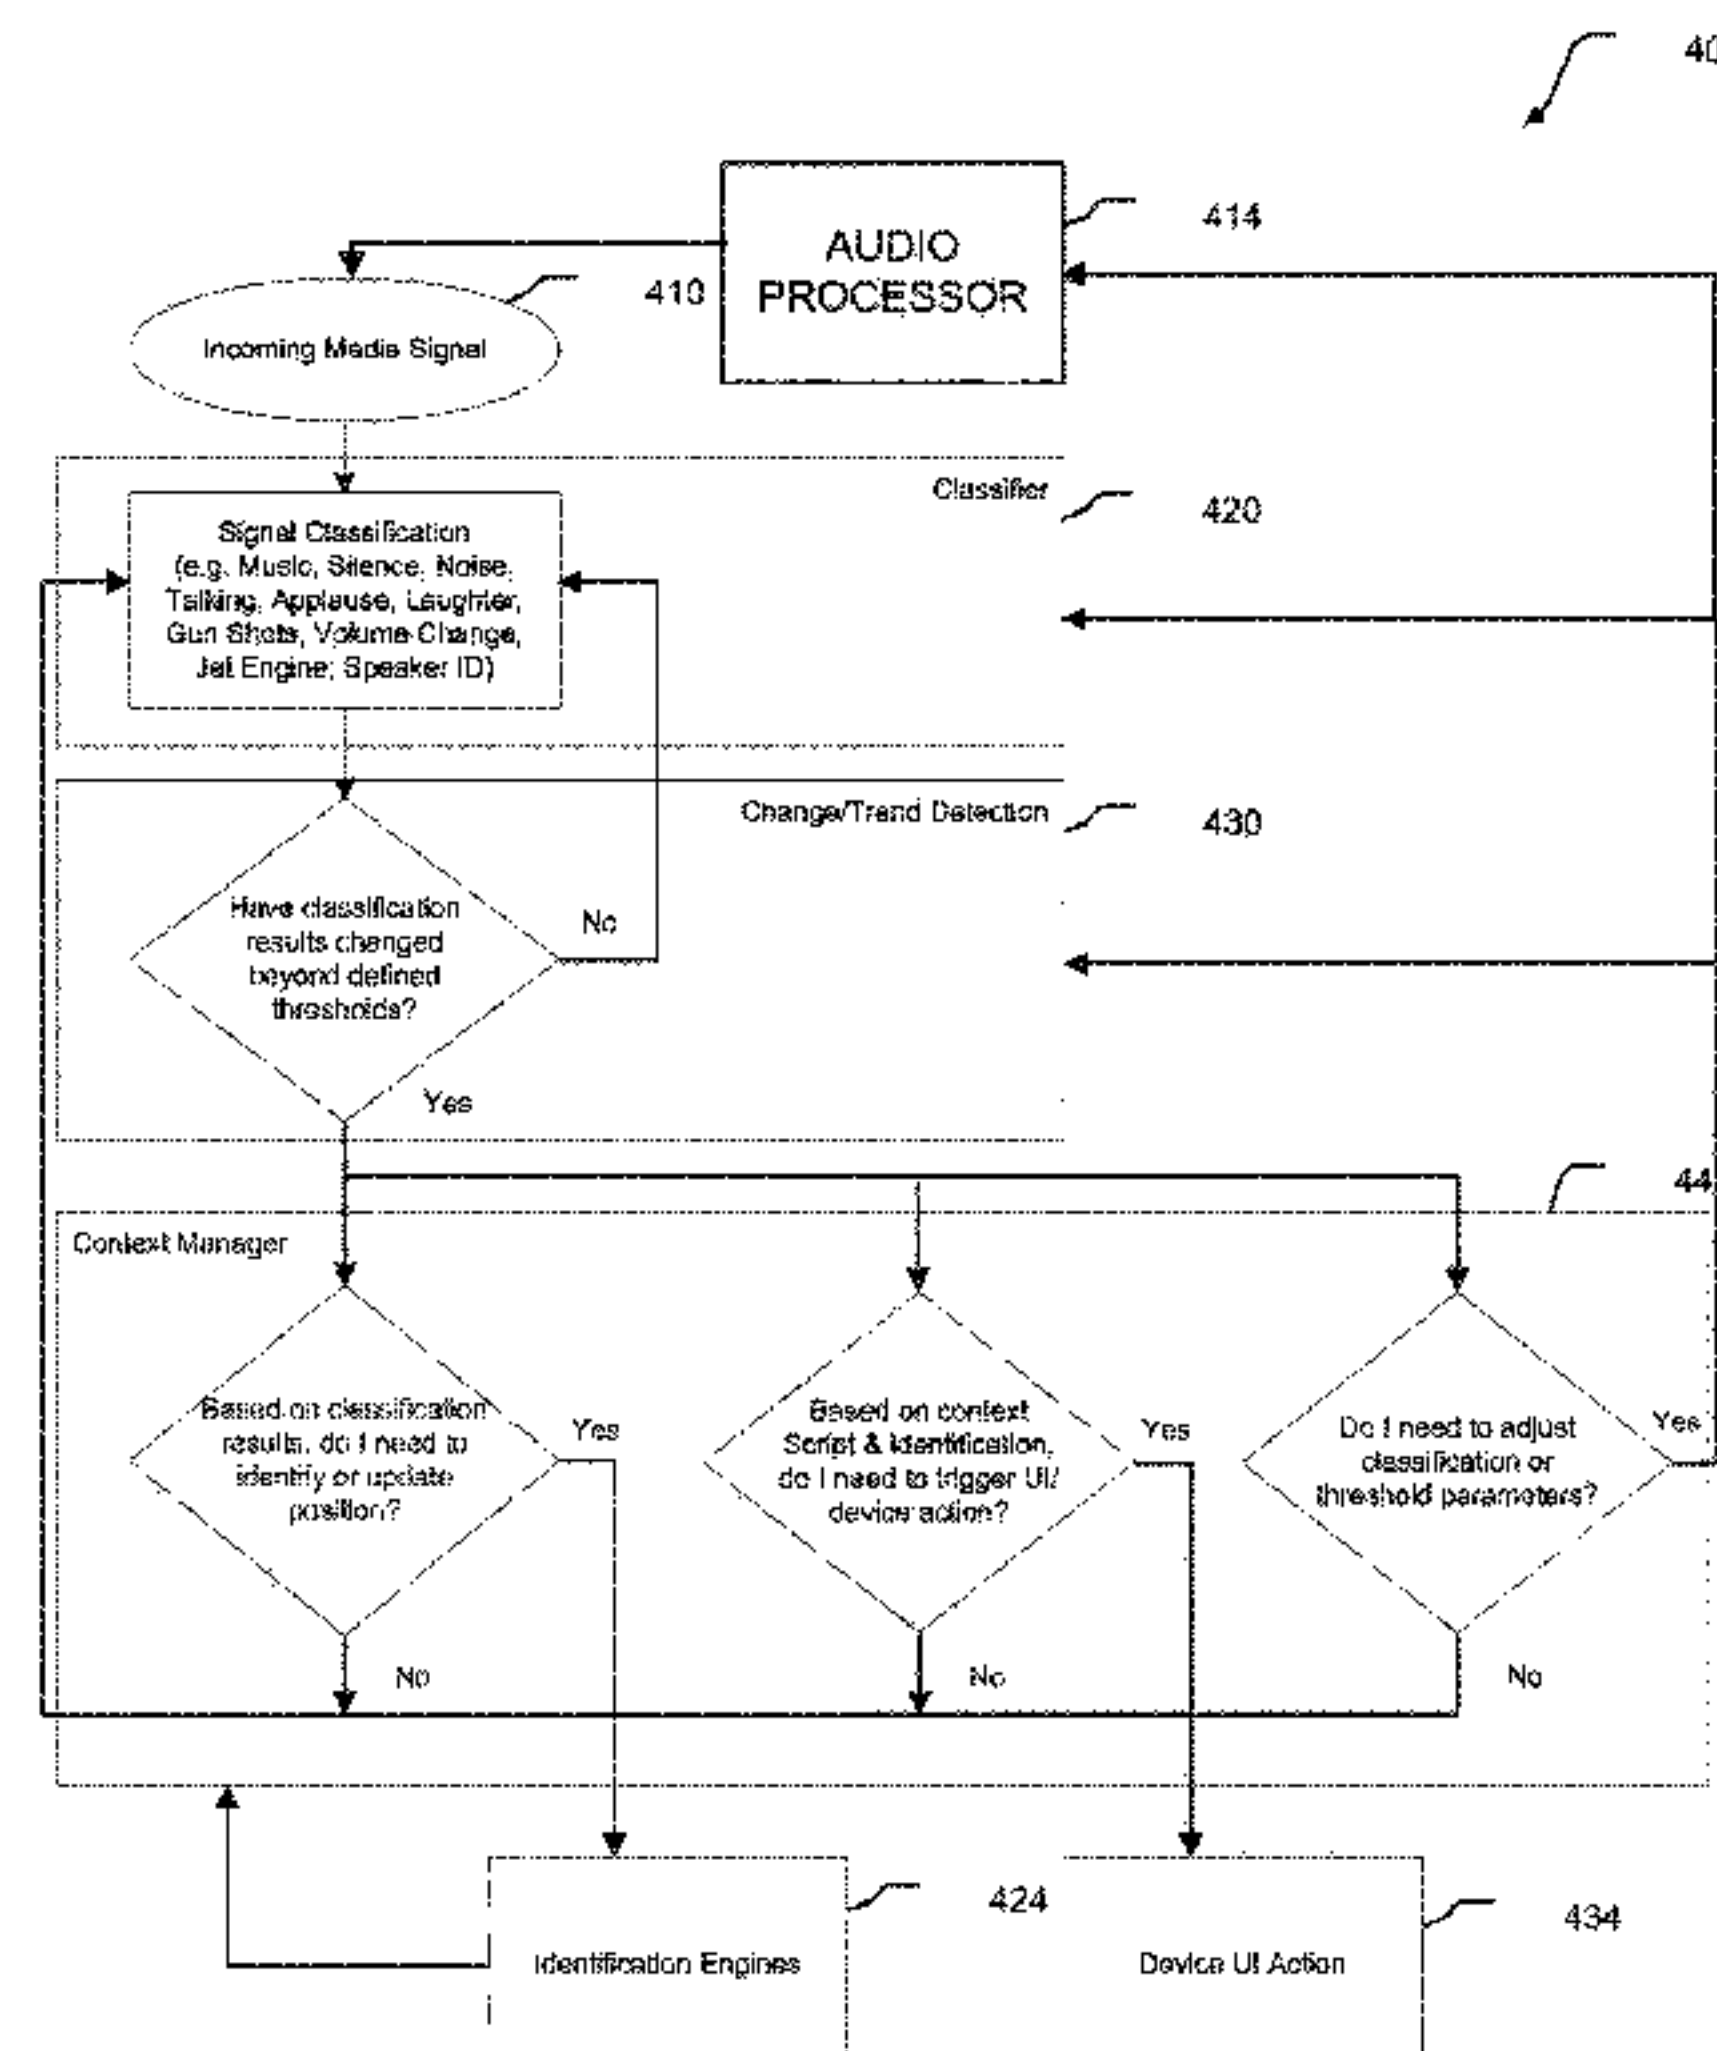 40
414
AUDIO
PROCESSOR
410
Incoming Media Signal
Classifier
420
Signal Classification
(e.g. Music, Silence, Noise,
Talking, Applause, Laughter,
Gun Shots, Volume Change,
Jet Engine, Speaker ID)
Change/Trend Detection
430
Have classification
results changed
beyond defined
thresholds?
No
Yes
44
Context Manager
Based on classification
results, do I need to
identify or update
position?
Yes
No
Based on context
Script & Identification,
do I need to trigger UI/
device action?
Yes
No
Do I need to adjust
classification or
threshold parameters?
Yes
No
424
Identification Engines
434
Device UI Action